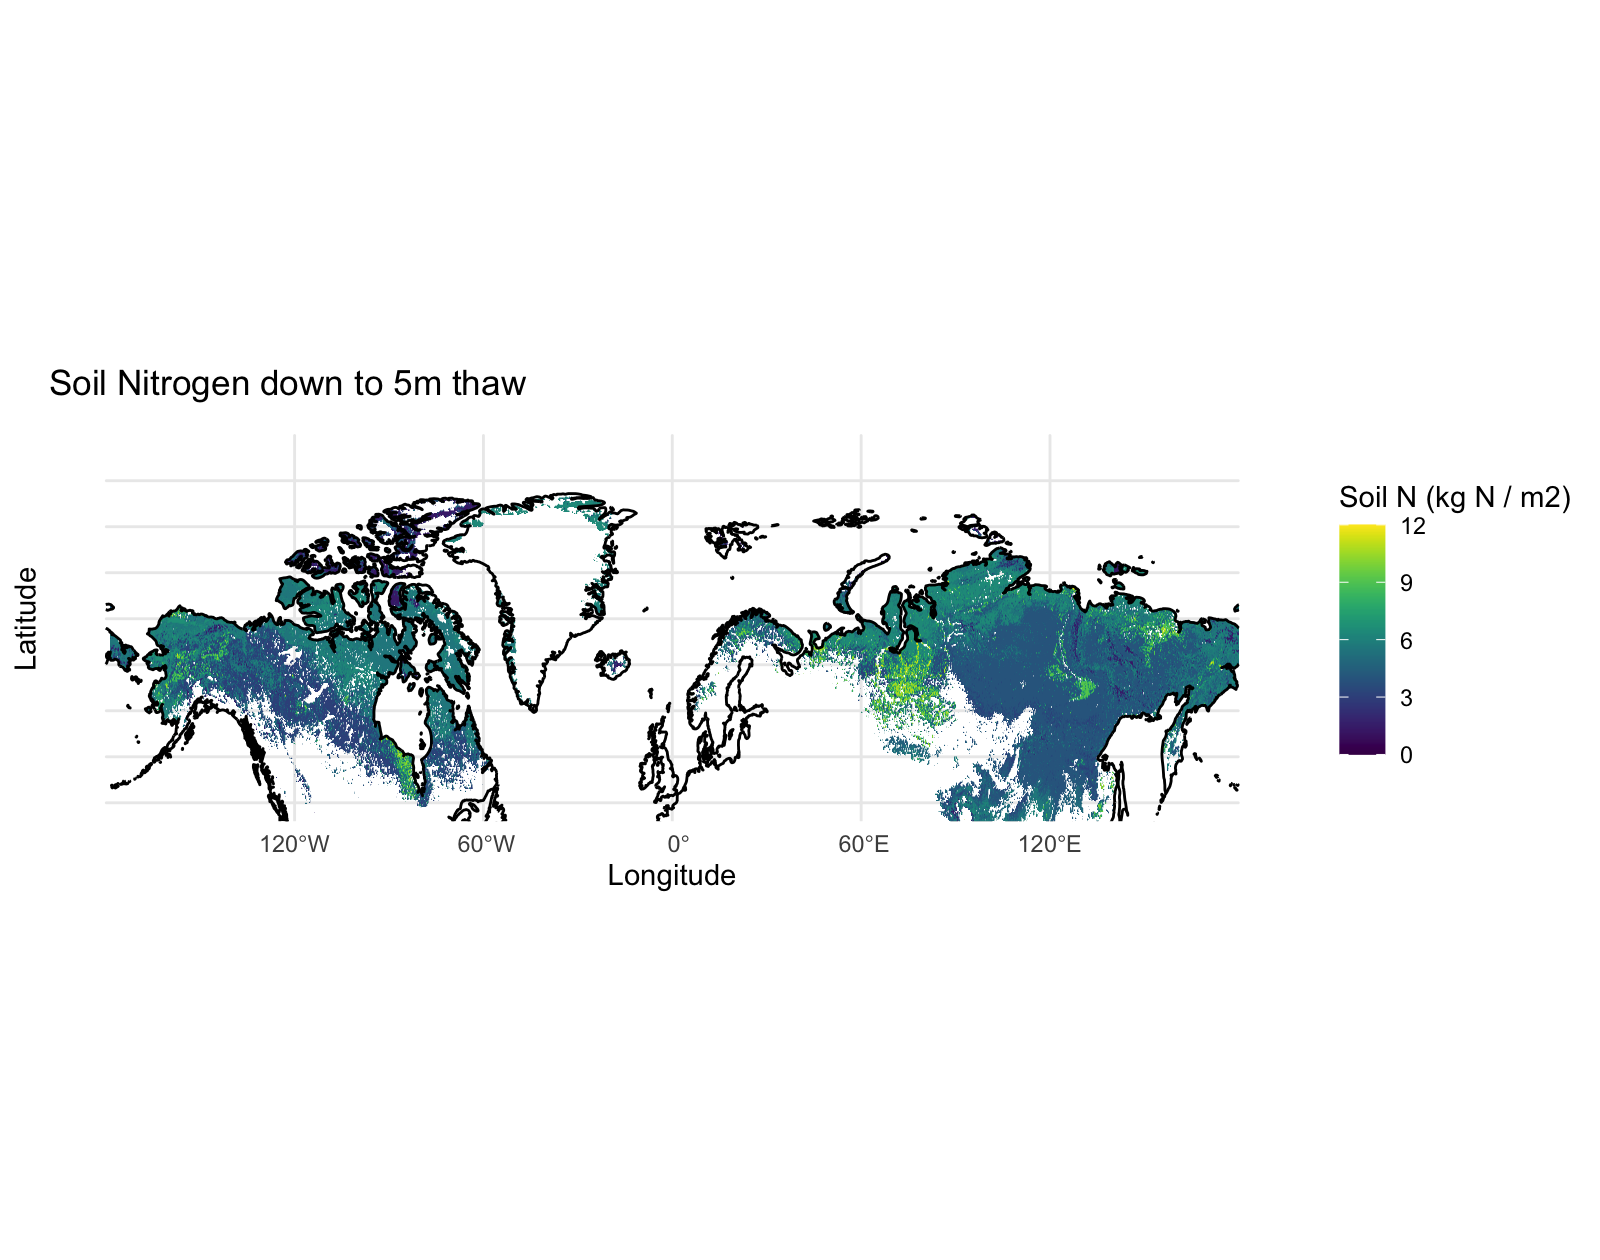 Soil Nitrogen down to 5m thaw
Latitude
120°W
60°W
0°
60°E
120°E
Longitude
Soil N (kg N / m2)
12
9
6
3
0